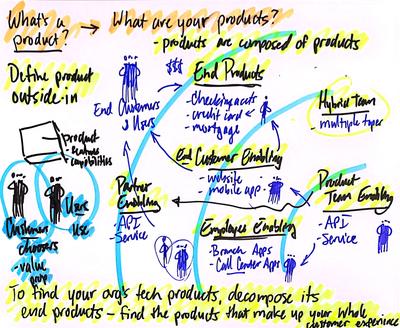 What's a product? → What are your products?
- products are composed of products
Define product outside-in
$$$
End Products
- Checking accts
- credit card
- mortgage
End Customers & Users
Hybrid Team
- multiple types
product
- features
- capabilities
End Customer Enabling
- website
- mobile app
Partner Enabling
- API
- Service
Product Team Enabling
- API
- Service
Employee Enabling
- Branch Apps
- Call Center Apps
Customers
choosers
- value prop
Users
Use
To find your org's tech products, decompose its
end products - find the products that make up your whole
customer experience